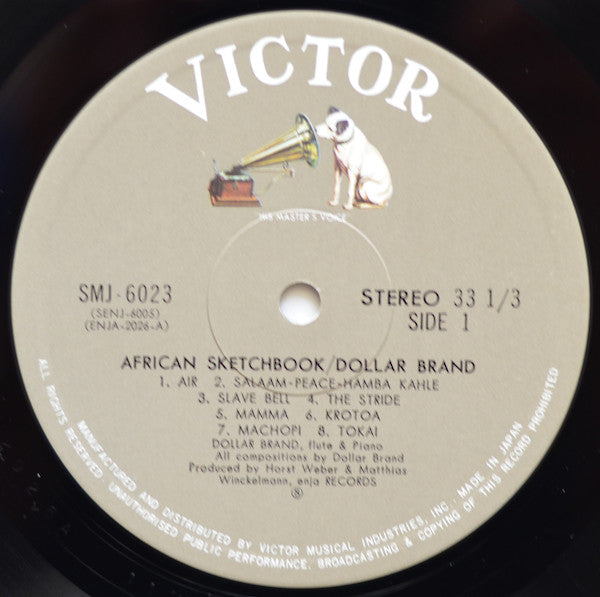 VICTOR
"HIS MASTER'S VOICE"
SMJ-6023
(SENJ-6005)
(ENJA-2026-A)
STEREO 33 1/3
SIDE 1
AFRICAN SKETCHBOOK/DOLLAR BRAND
1. AIR 2. SALAAM-PEACE-HAMBA KAHLE
3. SLAVE BELL 4. THE STRIDE
5. MAMMA 6. KROTOA
7. MACHOPI 8. TOKAI
DOLLAR BRAND, flute & Piano
All compositions by Dollar Brand
Produced by Horst Weber & Matthias
Winckelmann, enja RECORDS
Ⓟ
MANUFACTURED AND DISTRIBUTED BY VICTOR MUSICAL INDUSTRIES, INC., MADE IN JAPAN
ALL RIGHTS RESERVED. UNAUTHORISED PUBLIC PERFORMANCE, BROADCASTING & COPYING OF THIS RECORD PROHIBITED